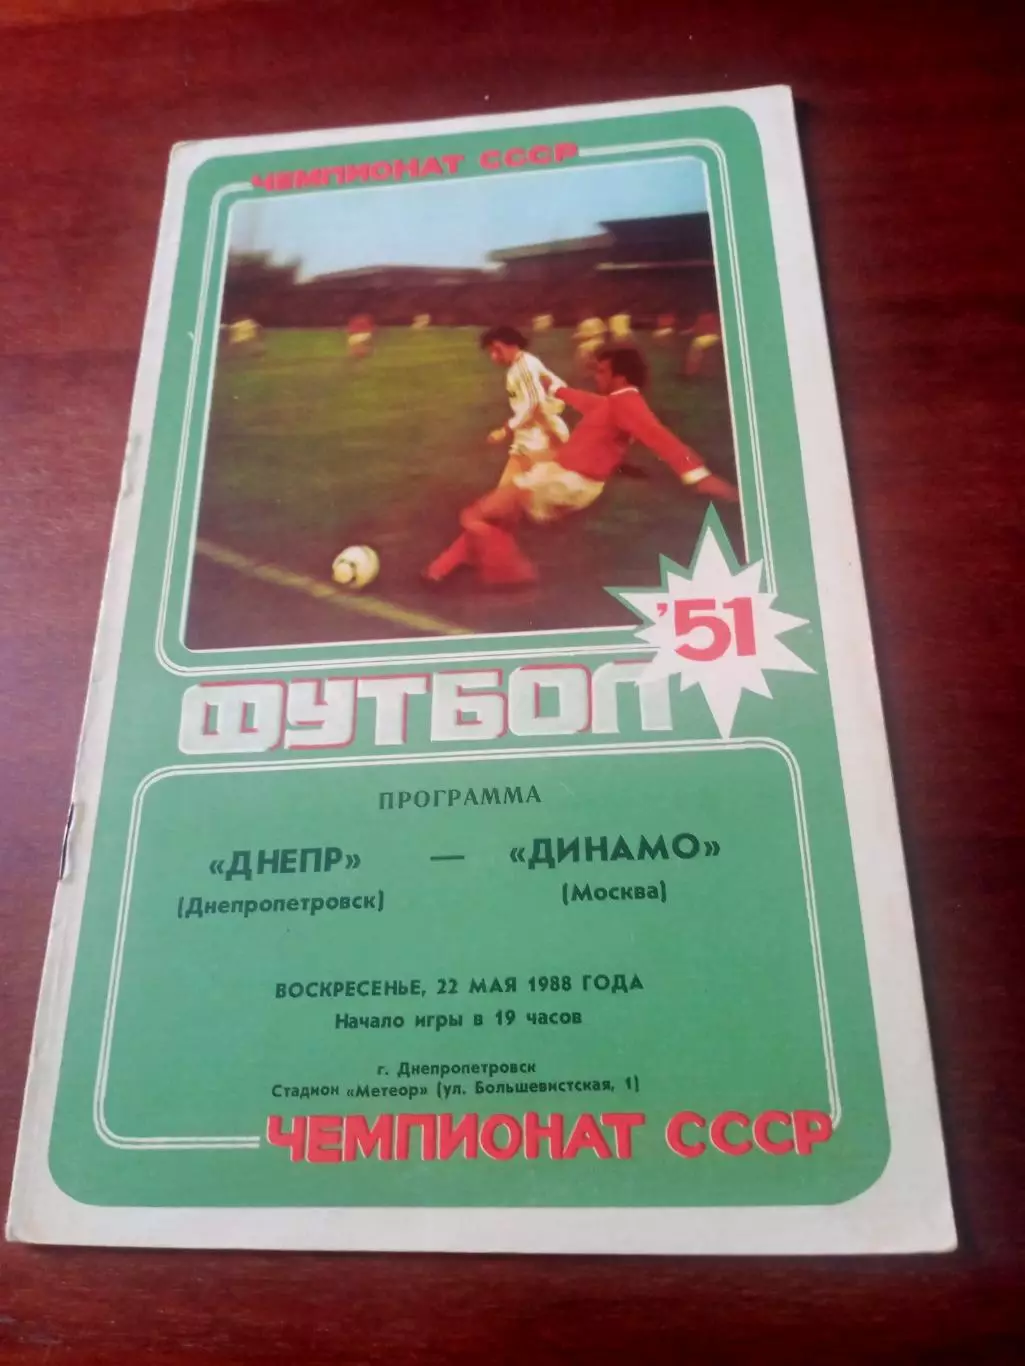 ЧЕМПИОНАТ СССР
'51
ФУТБОЛ
ПРОГРАММА
«ДНЕПР» — «ДИНАМО»
(Днепропетровск) (Москва)
ВОСКРЕСЕНЬЕ, 22 МАЯ 1988 ГОДА
Начало игры в 19 часов
г. Днепропетровск
Стадион «Метеор» (ул. Большевистская, 1)
ЧЕМПИОНАТ СССР